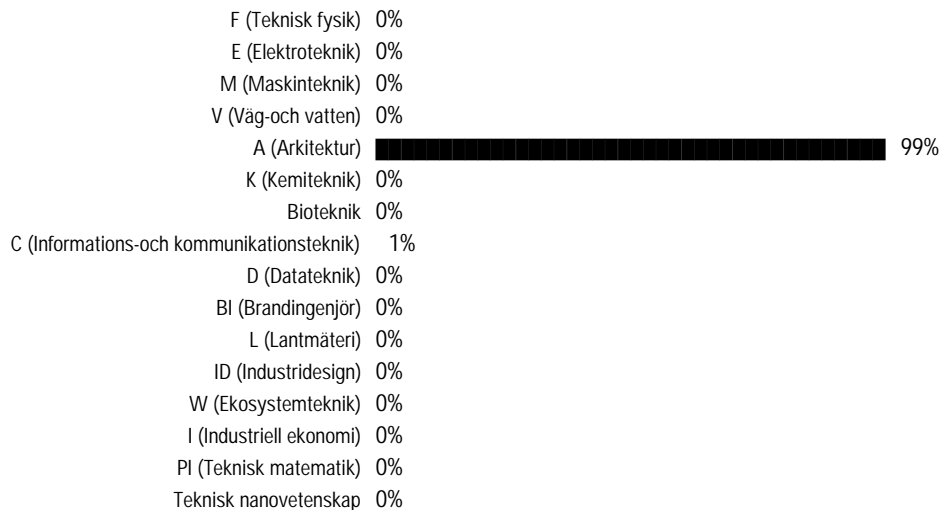 F (Teknisk fysik) 0%
E (Elektroteknik) 0%
M (Maskinteknik) 0%
V (Väg-och vatten) 0%
A (Arkitektur) 99%
K (Kemiteknik) 0%
Bioteknik 0%
C (Informations-och kommunikationsteknik) 1%
D (Datateknik) 0%
BI (Brandingenjör) 0%
L (Lantmäteri) 0%
ID (Industridesign) 0%
W (Ekosystemteknik) 0%
I (Industriell ekonomi) 0%
PI (Teknisk matematik) 0%
Teknisk nanovetenskap 0%